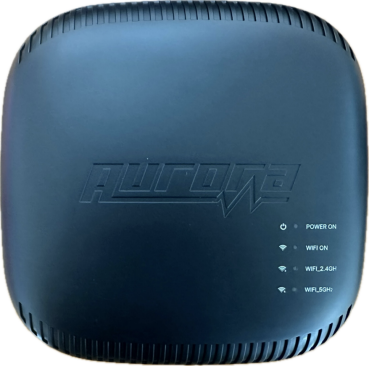 Aurora
POWER ON
WIFI ON
WIFI_2.4GH
WIFI_5GHz